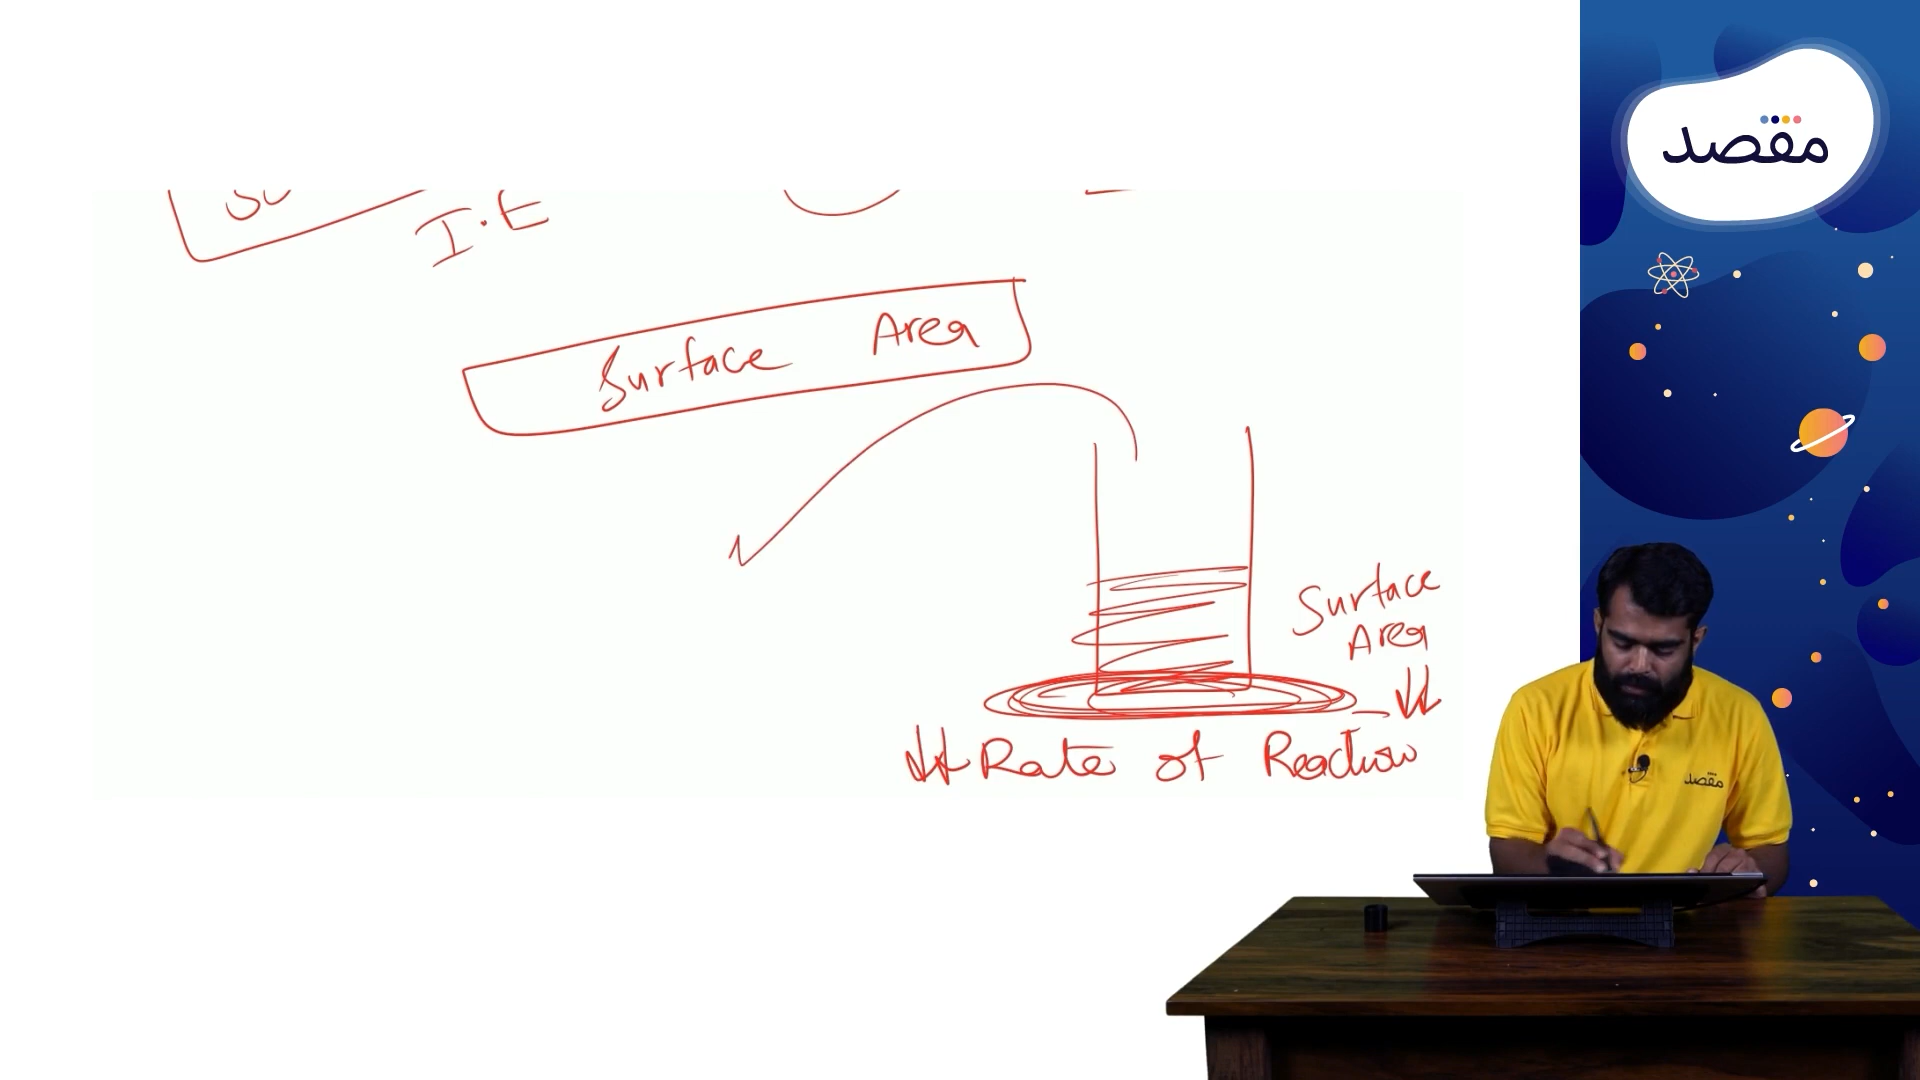 مقصد
I.E
Surface Area
Surface
Area
Rate of Reaction
مقصد